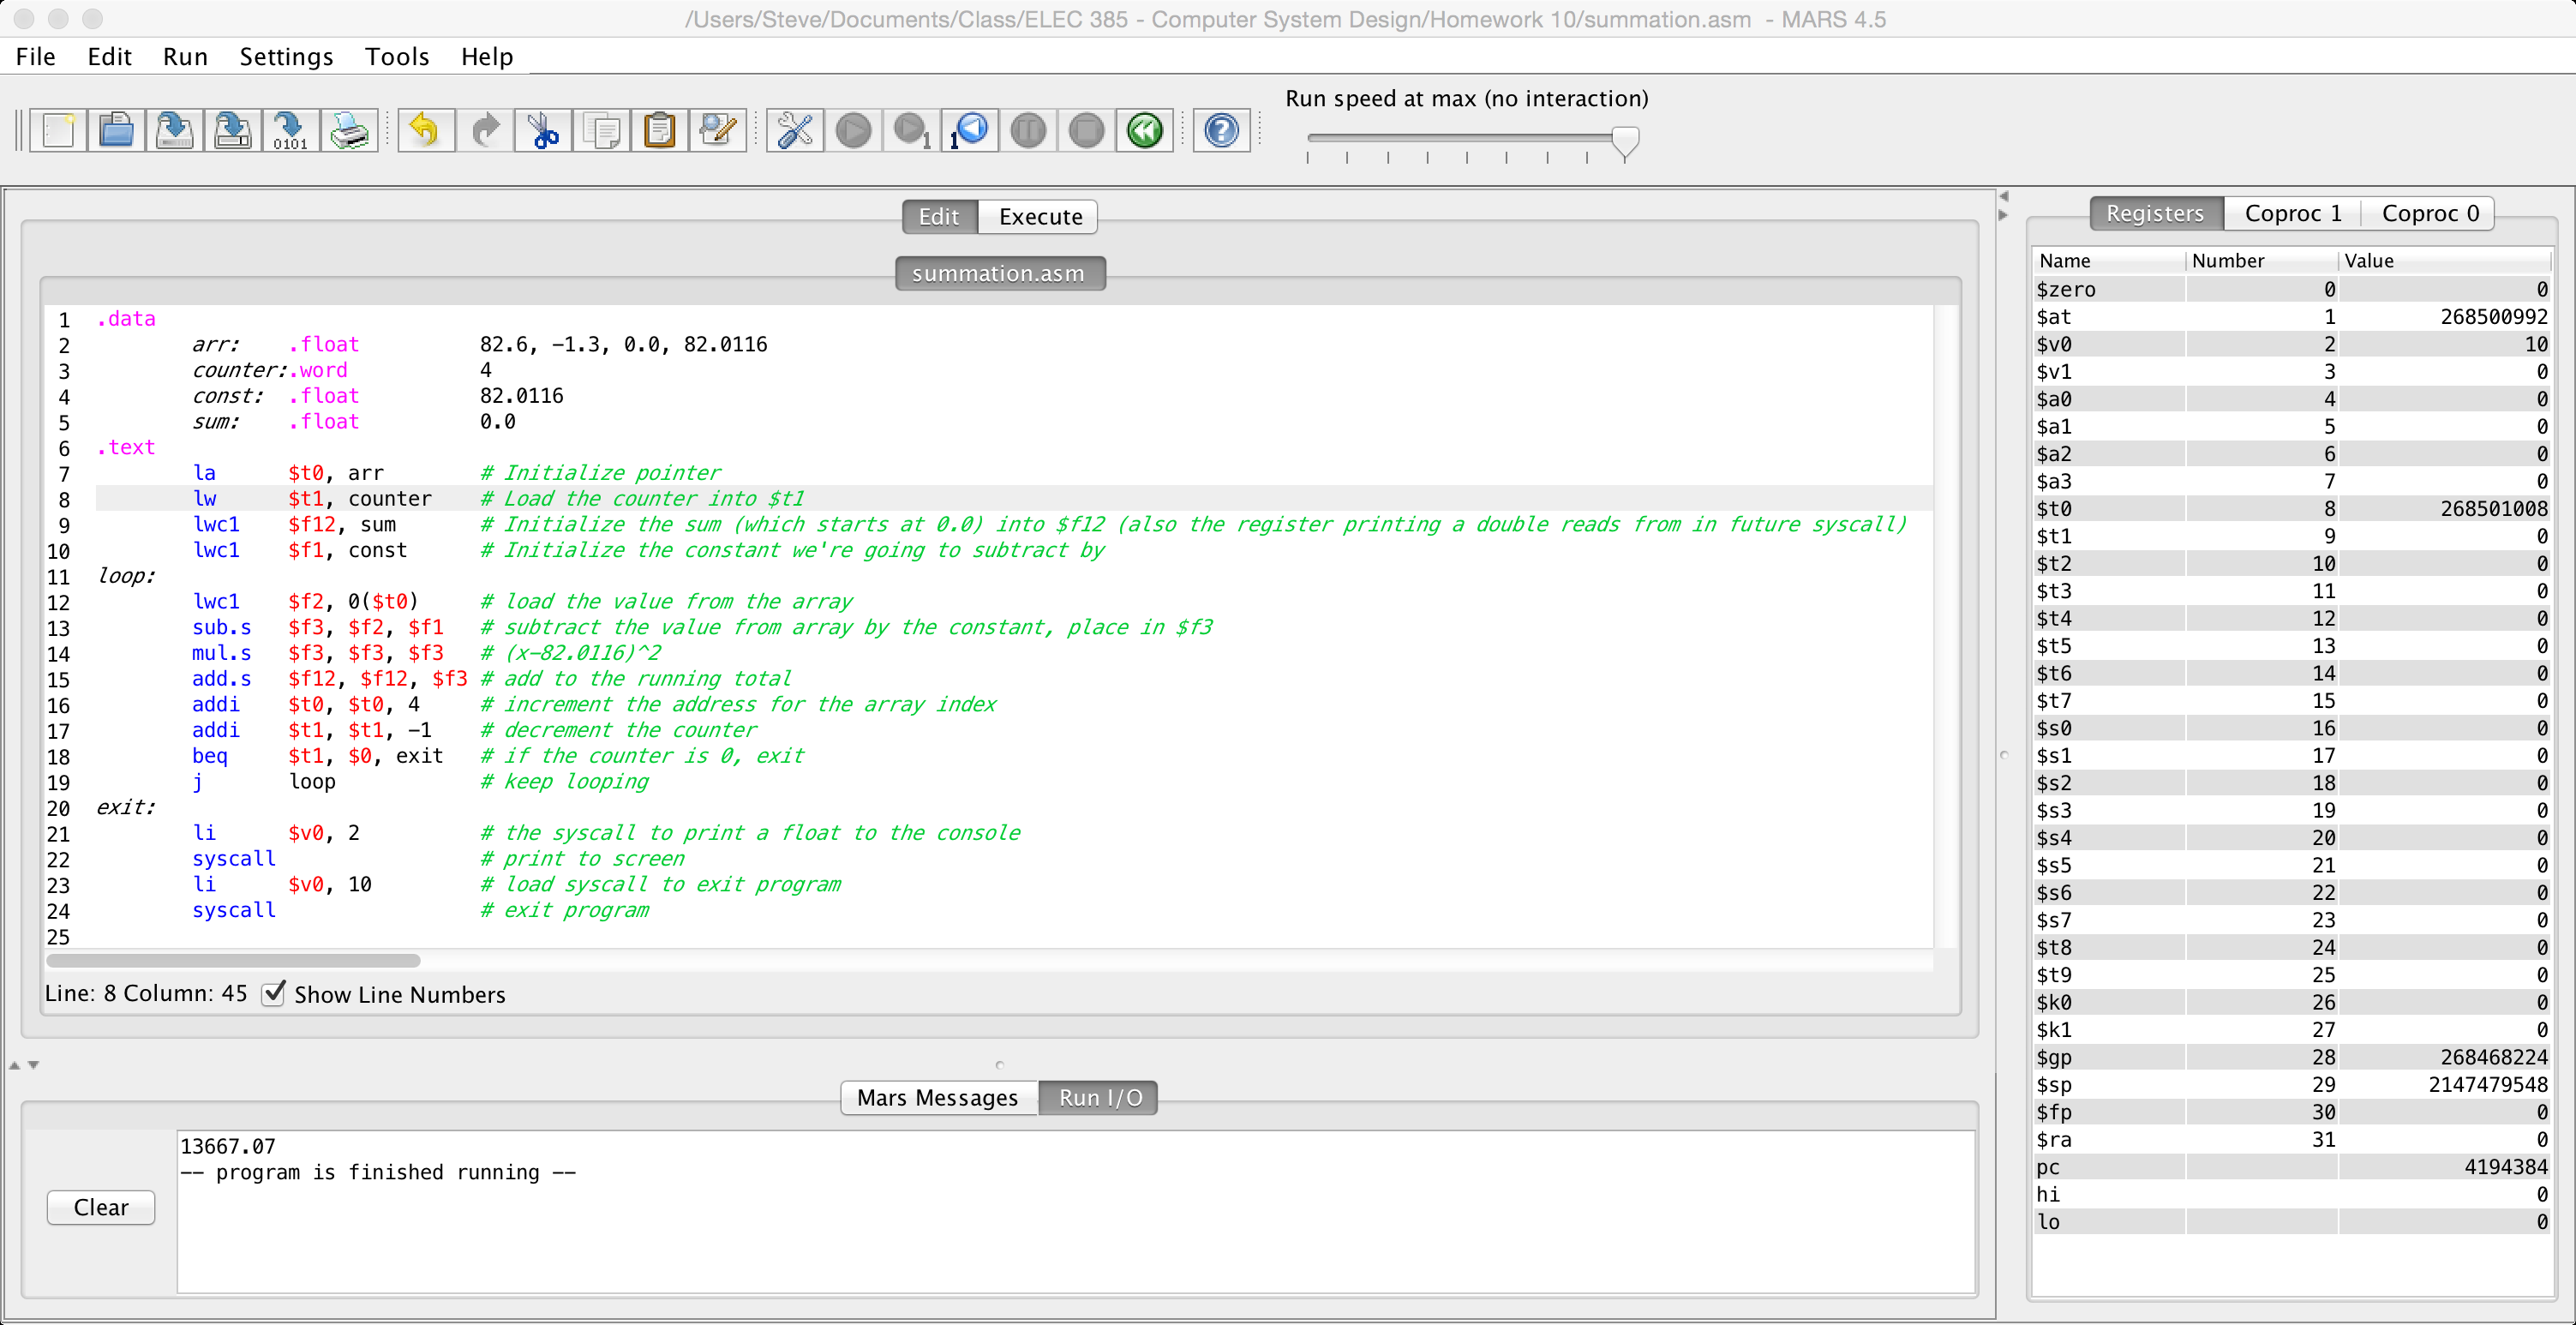 /Users/Steve/Documents/Class/ELEC 385 - Computer System Design/Homework 10/summation.asm - MARS 4.5
File Edit Run Settings Tools Help
Run speed at max (no interaction)
0101
1
1
Edit Execute
summation.asm
1 .data
2 arr: .float 82.6, -1.3, 0.0, 82.0116
3 counter:.word 4
4 const: .float 82.0116
5 sum: .float 0.0
6 .text
7 la $t0, arr # Initialize pointer
8 lw $t1, counter # Load the counter into $t1
9 lwc1 $f12, sum # Initialize the sum (which starts at 0.0) into $f12 (also the register printing a double reads from in future syscall)
10 lwc1 $f1, const # Initialize the constant we're going to subtract by
11 loop:
12 lwc1 $f2, 0($t0) # load the value from the array
13 sub.s $f3, $f2, $f1 # subtract the value from array by the constant, place in $f3
14 mul.s $f3, $f3, $f3 # (x-82.0116)^2
15 add.s $f12, $f12, $f3 # add to the running total
16 addi $t0, $t0, 4 # increment the address for the array index
17 addi $t1, $t1, -1 # decrement the counter
18 beq $t1, $0, exit # if the counter is 0, exit
19 j loop # keep looping
20 exit:
21 li $v0, 2 # the syscall to print a float to the console
22 syscall # print to screen
23 li $v0, 10 # load syscall to exit program
24 syscall # exit program
25
Line: 8 Column: 45 Show Line Numbers
Mars Messages Run I/O
13667.07
-- program is finished running --
Clear
Registers Coproc 1 Coproc 0
Name Number Value
$zero 0 0
$at 1 268500992
$v0 2 10
$v1 3 0
$a0 4 0
$a1 5 0
$a2 6 0
$a3 7 0
$t0 8 268501008
$t1 9 0
$t2 10 0
$t3 11 0
$t4 12 0
$t5 13 0
$t6 14 0
$t7 15 0
$s0 16 0
$s1 17 0
$s2 18 0
$s3 19 0
$s4 20 0
$s5 21 0
$s6 22 0
$s7 23 0
$t8 24 0
$t9 25 0
$k0 26 0
$k1 27 0
$gp 28 268468224
$sp 29 2147479548
$fp 30 0
$ra 31 0
pc 4194384
hi 0
lo 0